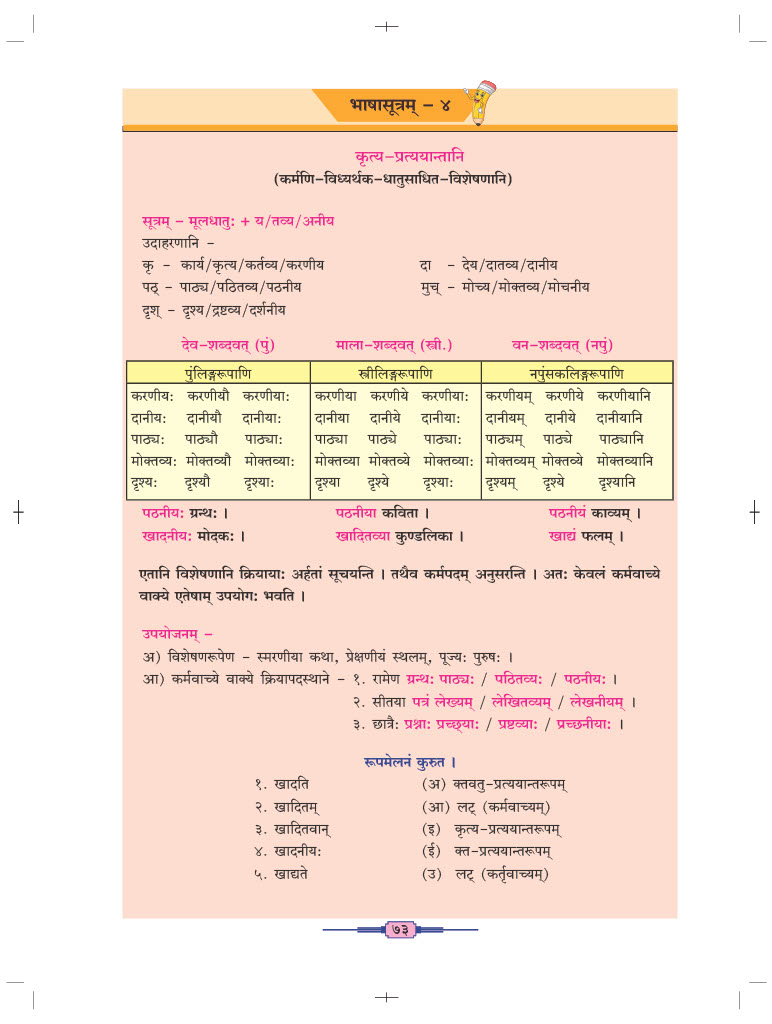 भाषासूत्रम् – ४
कृत्य–प्रत्ययान्तानि
(कर्मणि–विध्यर्थक–धातुसाधित–विशेषणानि)
सूत्रम् – मूलधातुः + य/तव्य/अनीय
उदाहरणानि –
कृ – कार्य/कृत्य/कर्तव्य/करणीय दा – देय/दातव्य/दानीय
पठ् – पाठ्य/पठितव्य/पठनीय मुच् – मोच्य/मोक्तव्य/मोचनीय
दृश् – दृश्य/द्रष्टव्य/दर्शनीय
देव–शब्दवत् (पुं) माला–शब्दवत् (स्त्री.) वन–शब्दवत् (नपुं)
पुंलिङ्गरूपाणि स्त्रीलिङ्गरूपाणि नपुंसकलिङ्गरूपाणि
करणीयः करणीयौ करणीयाः करणीया करणीये करणीयाः करणीयम् करणीये करणीयानि
दानीयः दानीयौ दानीयाः दानीया दानीये दानीयाः दानीयम् दानीये दानीयानि
पाठ्यः पाठ्यौ पाठ्याः पाठ्या पाठ्ये पाठ्याः पाठ्यम् पाठ्ये पाठ्यानि
मोक्तव्यः मोक्तव्यौ मोक्तव्याः मोक्तव्या मोक्तव्ये मोक्तव्याः मोक्तव्यम् मोक्तव्ये मोक्तव्यानि
दृश्यः दृश्यौ दृश्याः दृश्या दृश्ये दृश्याः दृश्यम् दृश्ये दृश्यानि
पठनीयः ग्रन्थः । पठनीया कविता । पठनीयं काव्यम् ।
खादनीयः मोदकः । खादितव्या कुण्डलिका । खाद्यं फलम् ।
एतानि विशेषणानि क्रियायाः अर्हतां सूचयन्ति । तथैव कर्मपदम् अनुसरन्ति । अतः केवलं कर्मवाच्ये
वाक्ये एतेषाम् उपयोगः भवति ।
उपयोजनम् –
अ) विशेषणरूपेण – स्मरणीया कथा, प्रेक्षणीयं स्थलम्, पूज्यः पुरुषः ।
आ) कर्मवाच्ये वाक्ये क्रियापदस्थाने – १. रामेण ग्रन्थः पाठ्यः / पठितव्यः / पठनीयः ।
२. सीतया पत्रं लेख्यम् / लेखितव्यम् / लेखनीयम् ।
३. छात्रैः प्रश्नाः प्रच्छ्याः / प्रष्टव्याः / प्रच्छनीयाः ।
रूपमेलनं कुरुत ।
१. खादति (अ) क्तवतु–प्रत्ययान्तरूपम्
२. खादितम् (आ) लट् (कर्मवाच्यम्)
३. खादितवान् (इ) कृत्य–प्रत्ययान्तरूपम्
४. खादनीयः (ई) क्त–प्रत्ययान्तरूपम्
५. खाद्यते (उ) लट् (कर्तृवाच्यम्)
७३